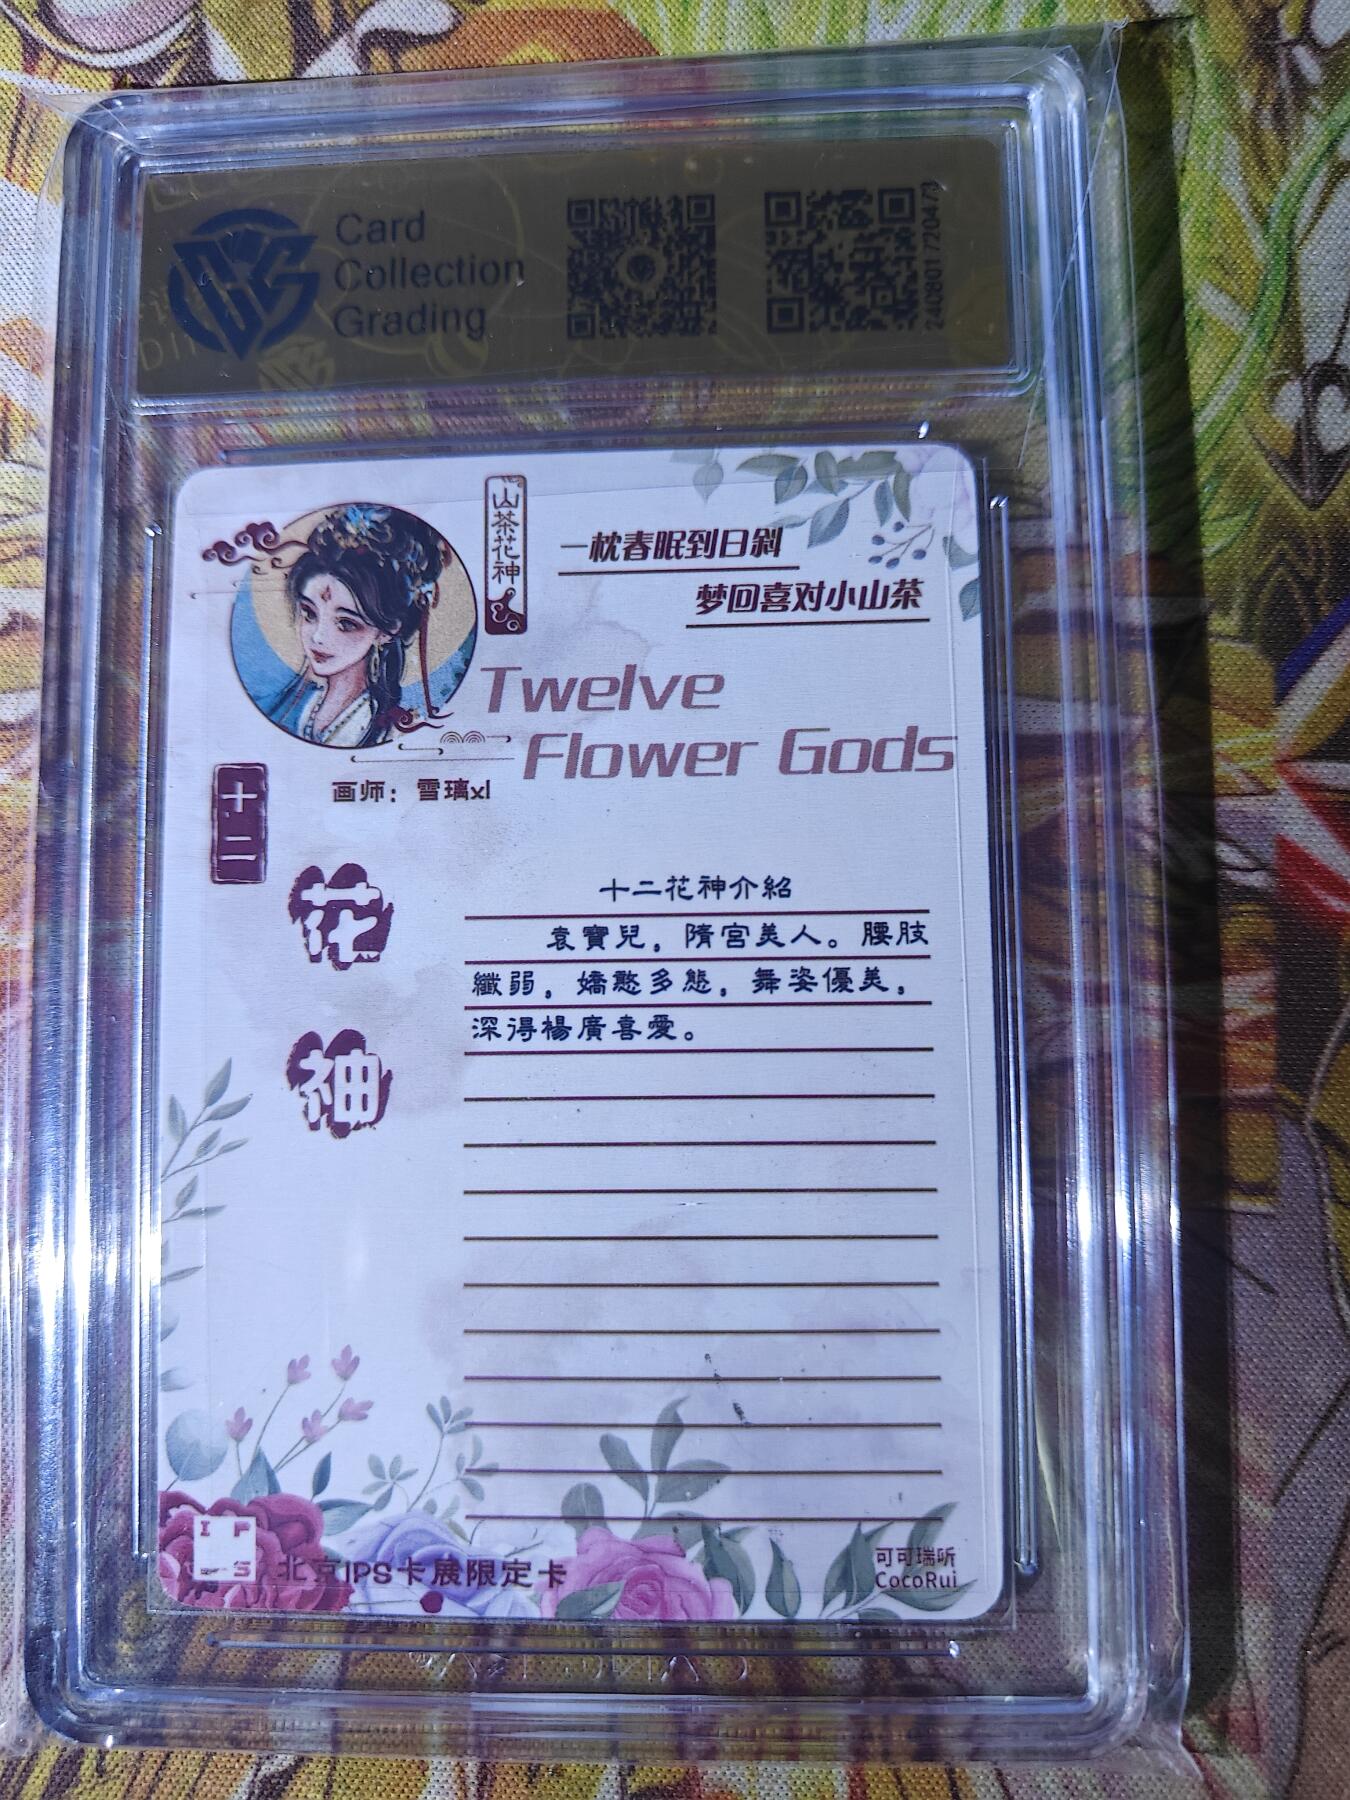 Card
Collection
Grading
240801720473
山茶花神
一枕春眠到日斜
梦回喜对小山茶
Twelve
Flower Gods
画师：雪璃xl
十二
花
神
十二花神介紹
袁寶兒，隋宮美人。腰肢
纖弱，嬌憨多態，舞姿優美，
深得楊廣喜愛。
IPS
北京IPS卡展限定卡
可可瑞听
CocoRui